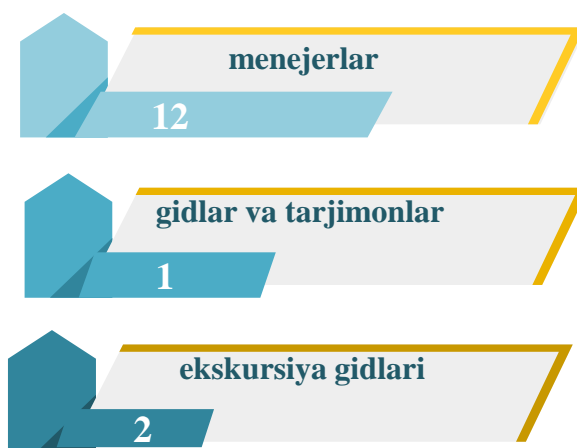 menejerlar
12
gidlar va tarjimonlar
1
ekskursiya gidlari
2